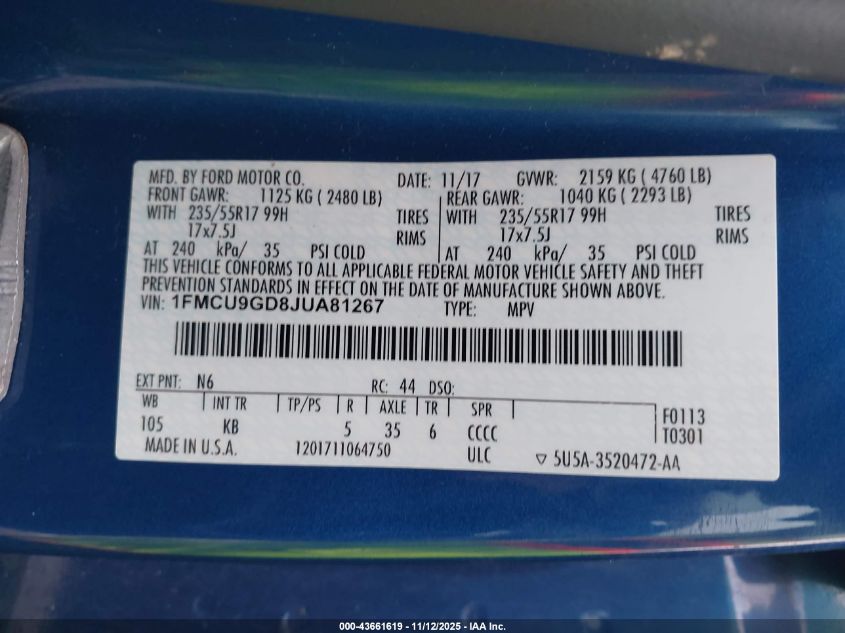 MFD. BY FORD MOTOR CO. DATE: 11/17 GVWR: 2159 KG ( 4760 LB)
FRONT GAWR: 1125 KG ( 2480 LB) REAR GAWR: 1040 KG ( 2293 LB)
WITH 235/55R17 99H TIRES WITH 235/55R17 99H TIRES
17x7.5J RIMS 17x7.5J RIMS
AT 240 kPa/ 35 PSI COLD AT 240 kPa/ 35 PSI COLD
THIS VEHICLE CONFORMS TO ALL APPLICABLE FEDERAL MOTOR VEHICLE SAFETY AND THEFT
PREVENTION STANDARDS IN EFFECT ON THE DATE OF MANUFACTURE SHOWN ABOVE.
VIN: 1FMCU9GD8JUA81267 TYPE: MPV
EXT PNT: N6 RC: 44 DSO:
WB INT TR TP/PS R AXLE TR SPR F0113
105 KB 5 35 6 CCCC T0301
MADE IN U.S.A. 1201711064750 ULC ▽ 5U5A-3520472-AA
000-43661619 - 11/12/2025 - IAA Inc.